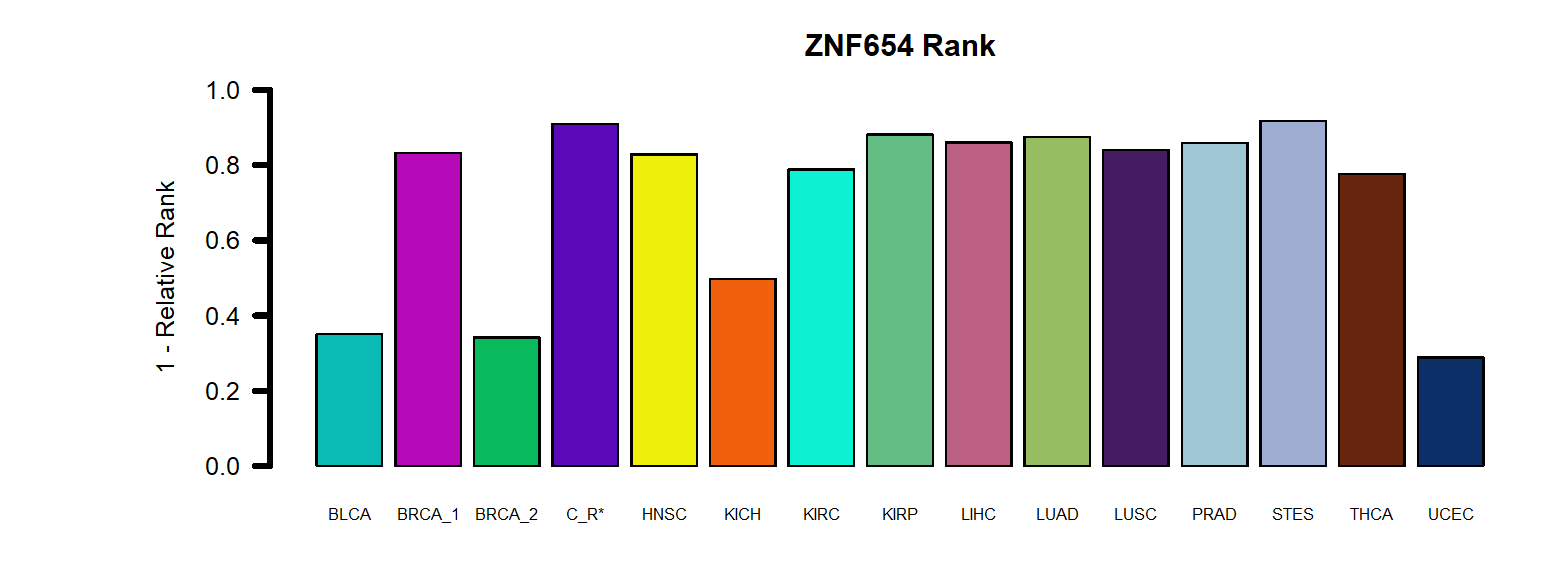 ZNF654 Rank
1 - Relative Rank
1.0
0.8
0.6
0.4
0.2
0.0
BLCA BRCA_1 BRCA_2 C_R* HNSC KICH KIRC KIRP LIHC LUAD LUSC PRAD STES THCA UCEC